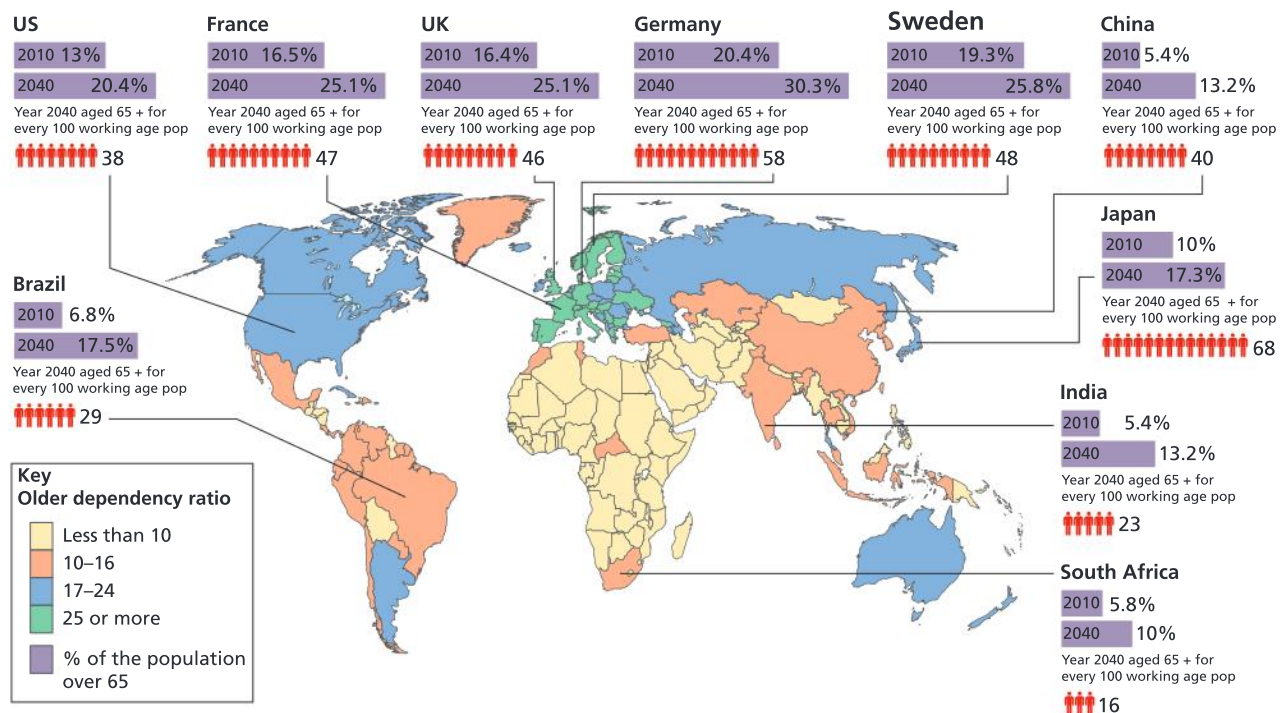 US
2010 13%
2040 20.4%
Year 2040 aged 65 + for
every 100 working age pop
38
France
2010 16.5%
2040 25.1%
Year 2040 aged 65 + for
every 100 working age pop
47
UK
2010 16.4%
2040 25.1%
Year 2040 aged 65 + for
every 100 working age pop
46
Germany
2010 20.4%
2040 30.3%
Year 2040 aged 65 + for
every 100 working age pop
58
Sweden
2010 19.3%
2040 25.8%
Year 2040 aged 65 + for
every 100 working age pop
48
China
2010 5.4%
2040 13.2%
Year 2040 aged 65 + for
every 100 working age pop
40
Japan
2010 10%
2040 17.3%
Year 2040 aged 65 + for
every 100 working age pop
68
Brazil
2010 6.8%
2040 17.5%
Year 2040 aged 65 + for
every 100 working age pop
29
India
2010 5.4%
2040 13.2%
Year 2040 aged 65 + for
every 100 working age pop
23
South Africa
2010 5.8%
2040 10%
Year 2040 aged 65 + for
every 100 working age pop
16
Key
Older dependency ratio
Less than 10
10–16
17–24
25 or more
% of the population
over 65